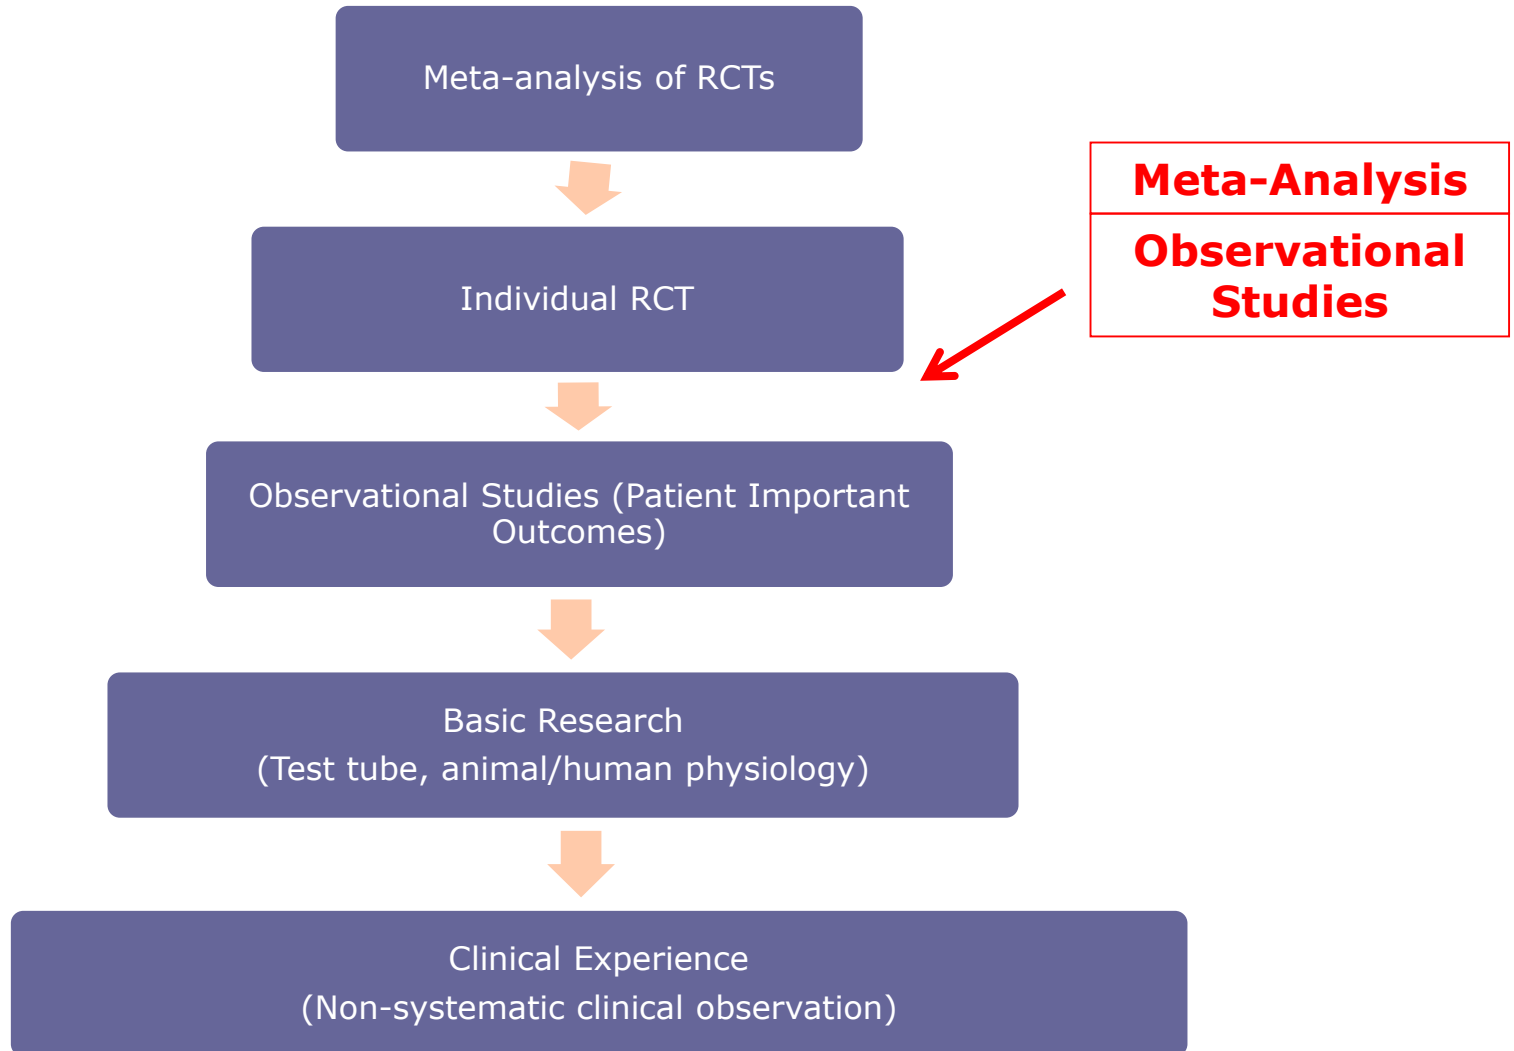 Meta-analysis of RCTs
Meta-Analysis
Observational
Studies
Individual RCT
Observational Studies (Patient Important
Outcomes)
Basic Research
(Test tube, animal/human physiology)
Clinical Experience
(Non-systematic clinical observation)